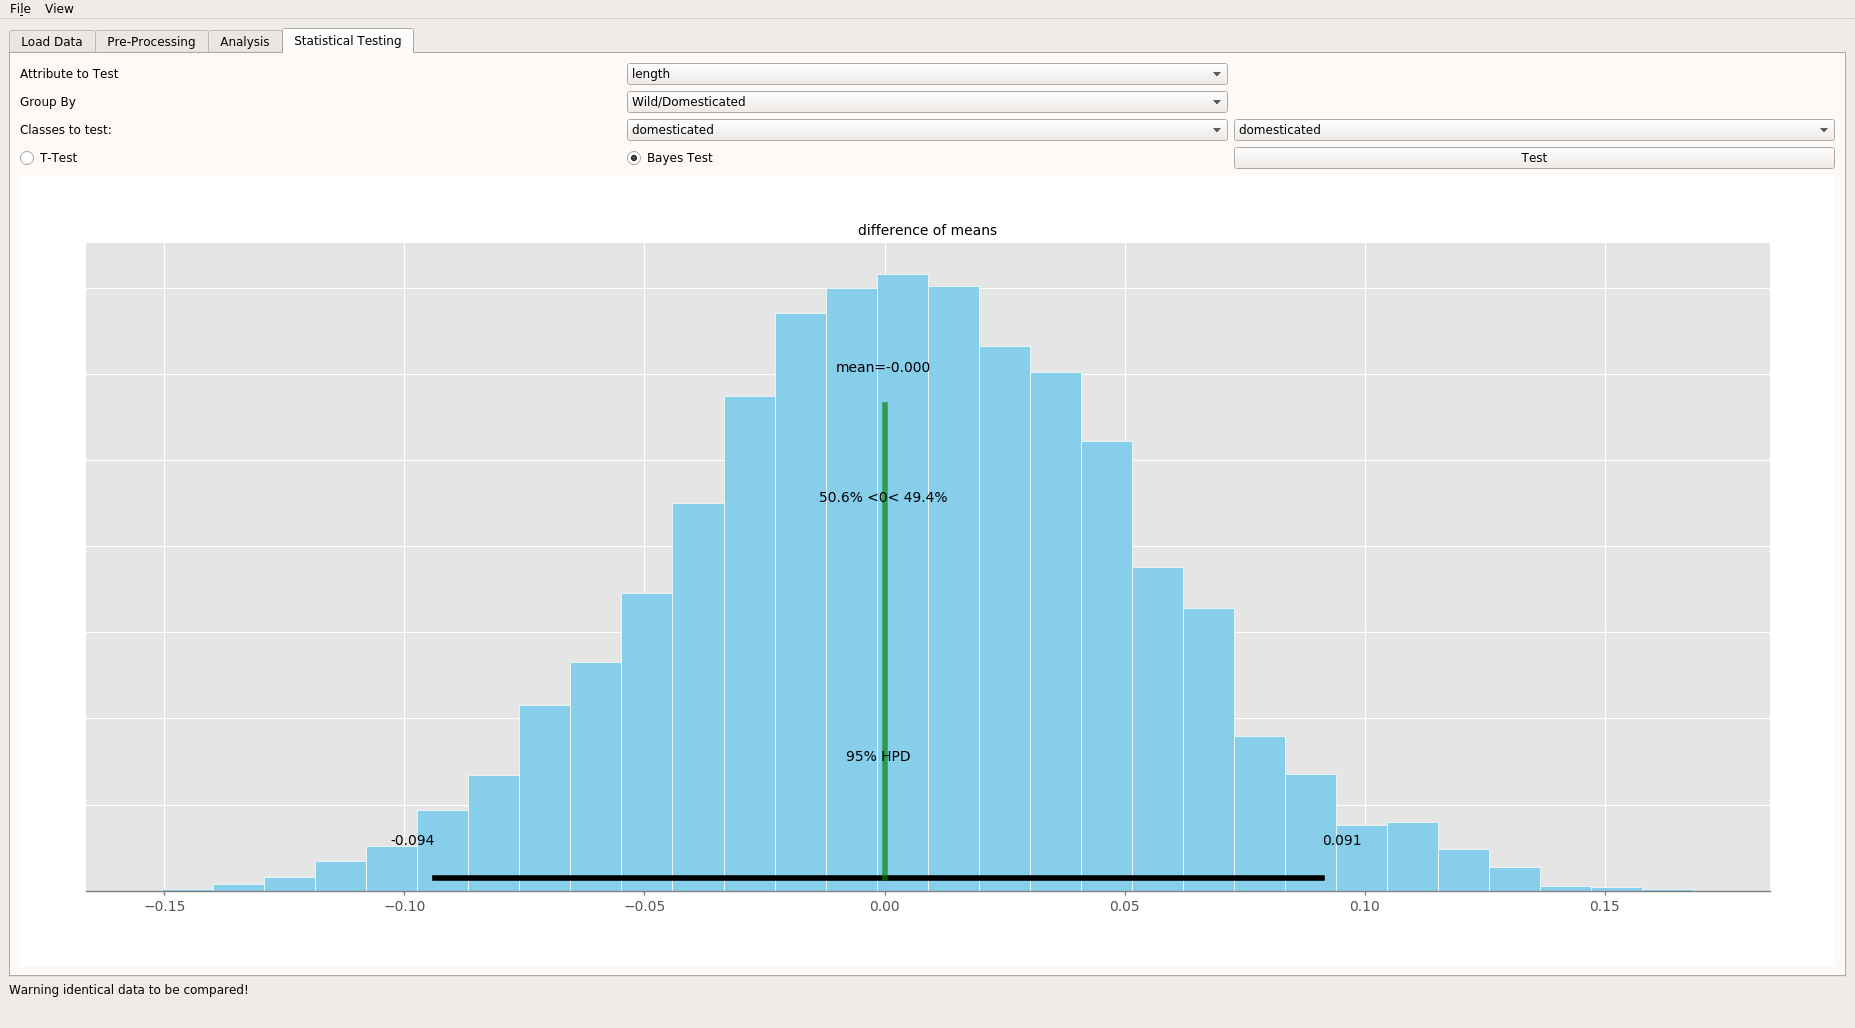 File View
Load Data Pre-Processing Analysis Statistical Testing
Attribute to Test length
Group By Wild/Domesticated
Classes to test: domesticated domesticated
T-Test Bayes Test Test
difference of means
mean=-0.000
50.6% <0< 49.4%
95% HPD
-0.094 0.091
−0.15 −0.10 −0.05 0.00 0.05 0.10 0.15
Warning identical data to be compared!